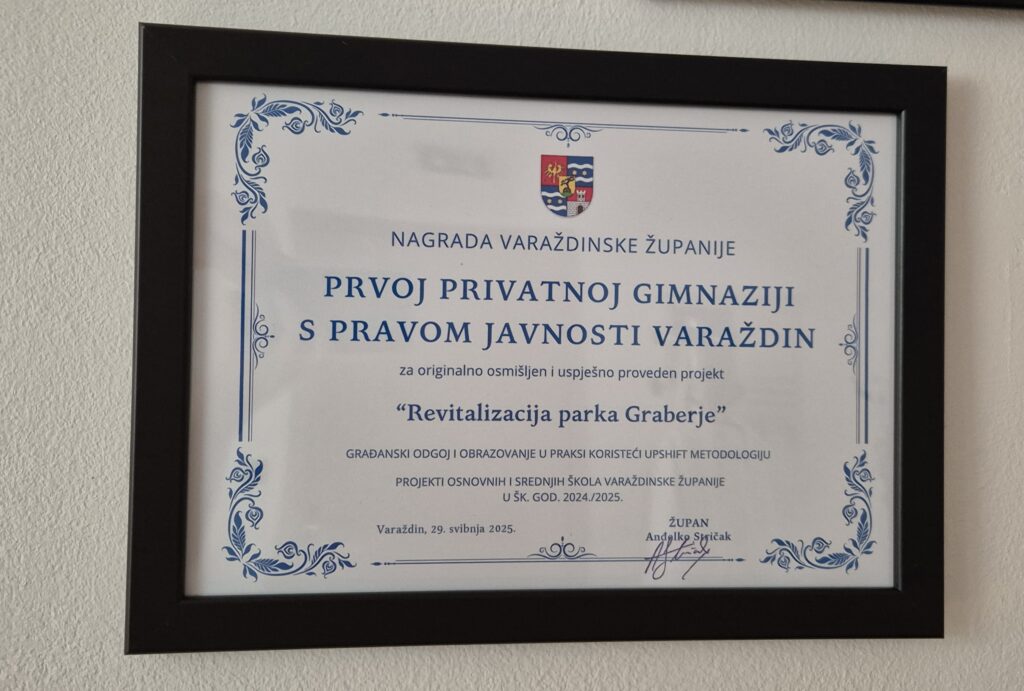 NAGRADA VARAŽDINSKE ŽUPANIJE
PRVOJ PRIVATNOJ GIMNAZIJI
S PRAVOM JAVNOSTI VARAŽDIN
za originalno osmišljen i uspješno proveden projekt
“Revitalizacija parka Graberje”
GRAĐANSKI ODGOJ I OBRAZOVANJE U PRAKSI KORISTEĆI UPSHIFT METODOLOGIJU
PROJEKTI OSNOVNIH I SREDNJIH ŠKOLA VARAŽDINSKE ŽUPANIJE
U ŠK. GOD. 2024./2025.
Varaždin, 29. svibnja 2025.
ŽUPAN
Anđelko Stričak